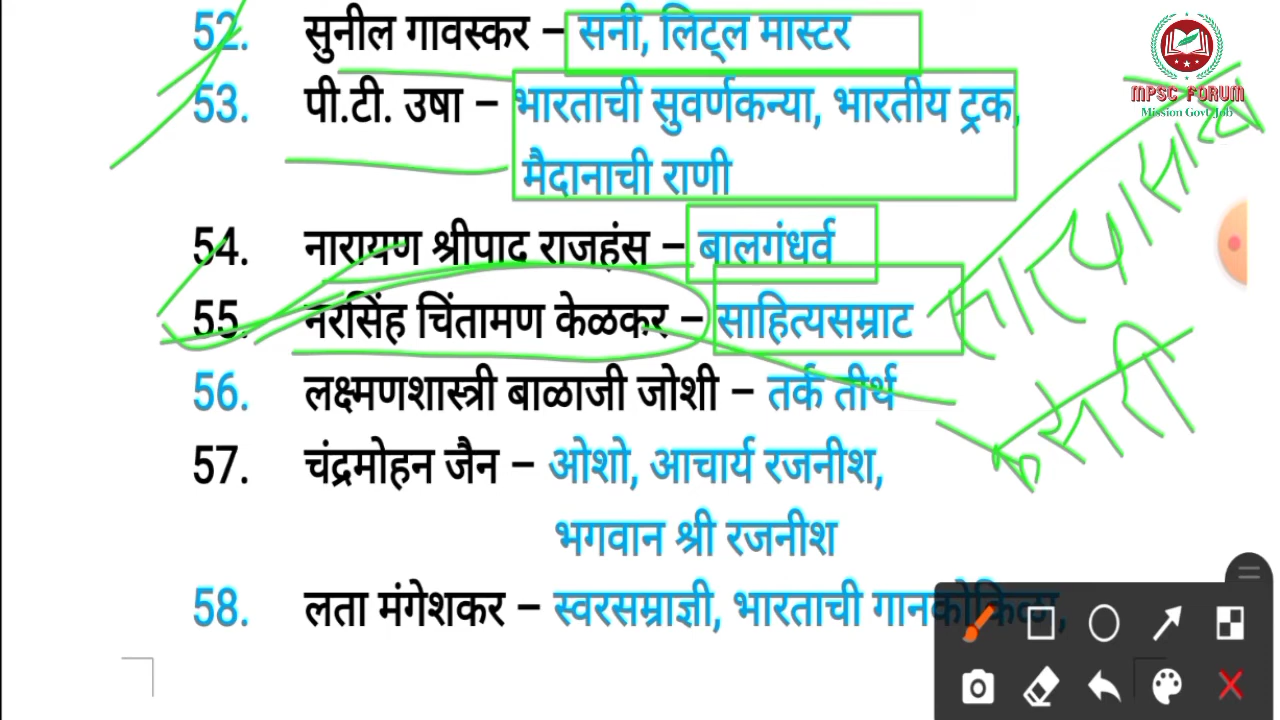 52. सुनील गावस्कर – सनी, लिट्ल मास्टर
MPSC FORUM
Mission Govt Job
53. पी.टी. उषा – भारताची सुवर्णकन्या, भारतीय ट्रक,
मैदानाची राणी
54. नारायण श्रीपाद राजहंस – बालगंधर्व
55. नरसिंह चिंतामण केळकर – साहित्यसम्राट
केसरी
56. लक्ष्मणशास्त्री बाळाजी जोशी – तर्क तीर्थ
57. चंद्रमोहन जैन – ओशो, आचार्य रजनीश,
भगवान श्री रजनीश
58. लता मंगेशकर – स्वरसम्राज्ञी, भारताची गानकोकिळा,